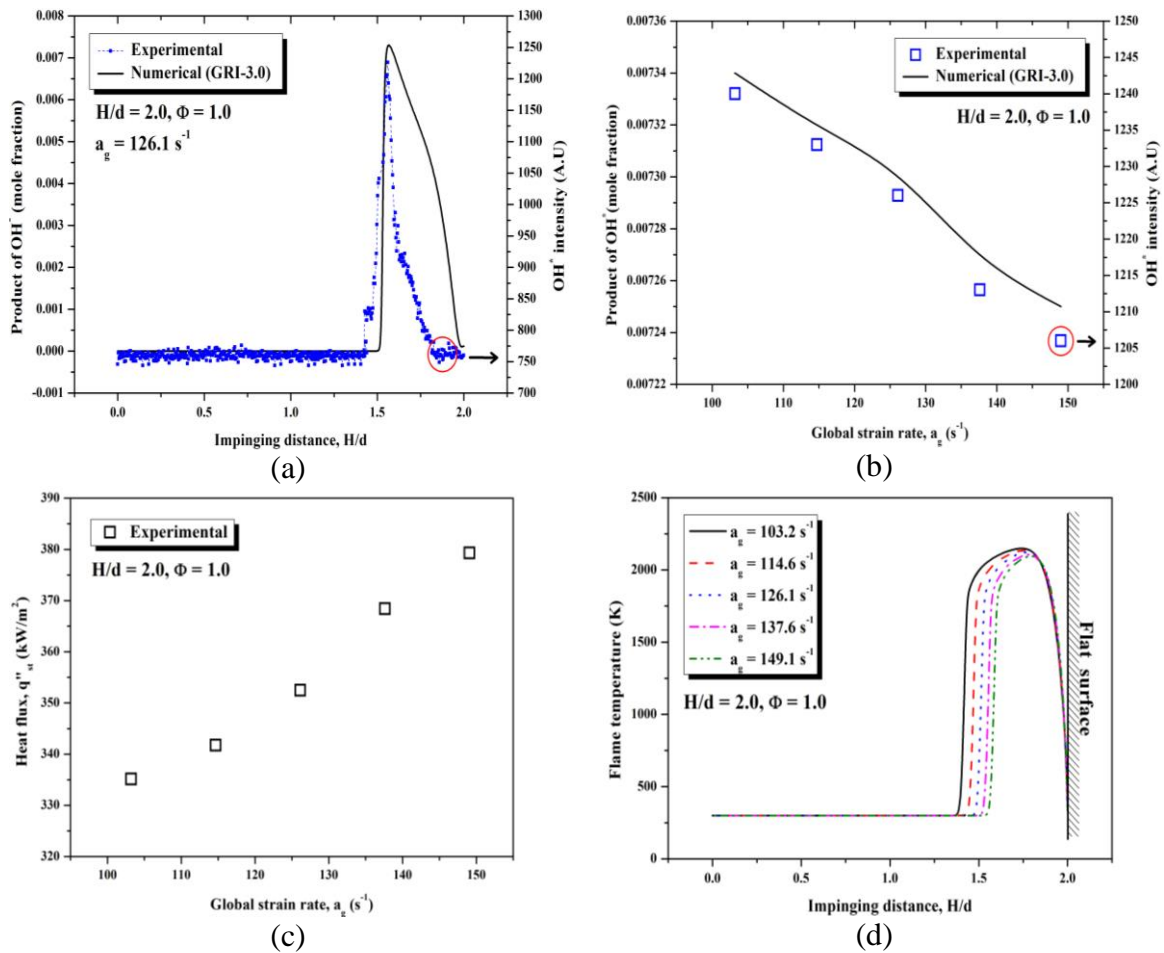 0.008
0.007
0.006
0.005
0.004
0.003
0.002
0.001
0.000
-0.001
Product of OH⁻ (mole fraction)
Experimental
Numerical (GRI-3.0)
H/d = 2.0, Φ = 1.0
a_g = 126.1 s⁻¹
1300
1250
1200
1150
1100
1050
1000
950
900
850
800
750
700
OH* intensity (A.U)
0.0 0.5 1.0 1.5 2.0
Impinging distance, H/d
(a)
0.00736
0.00734
0.00732
0.00730
0.00728
0.00726
0.00724
0.00722
Product of OH* (mole fraction)
Experimental
Numerical (GRI-3.0)
H/d = 2.0, Φ = 1.0
1250
1245
1240
1235
1230
1225
1220
1215
1210
1205
1200
OH* intensity (A.U)
100 110 120 130 140 150
Global strain rate, a_g (s⁻¹)
(b)
390
380
370
360
350
340
330
320
Heat flux, q"_st (kW/m²)
Experimental
H/d = 2.0, Φ = 1.0
100 110 120 130 140 150
Global strain rate, a_g (s⁻¹)
(c)
2500
2250
2000
1750
1500
1250
1000
750
500
250
0
Flame temperature (K)
a_g = 103.2 s⁻¹
a_g = 114.6 s⁻¹
a_g = 126.1 s⁻¹
a_g = 137.6 s⁻¹
a_g = 149.1 s⁻¹
H/d = 2.0, Φ = 1.0
Flat surface
0.0 0.5 1.0 1.5 2.0
Impinging distance, H/d
(d)